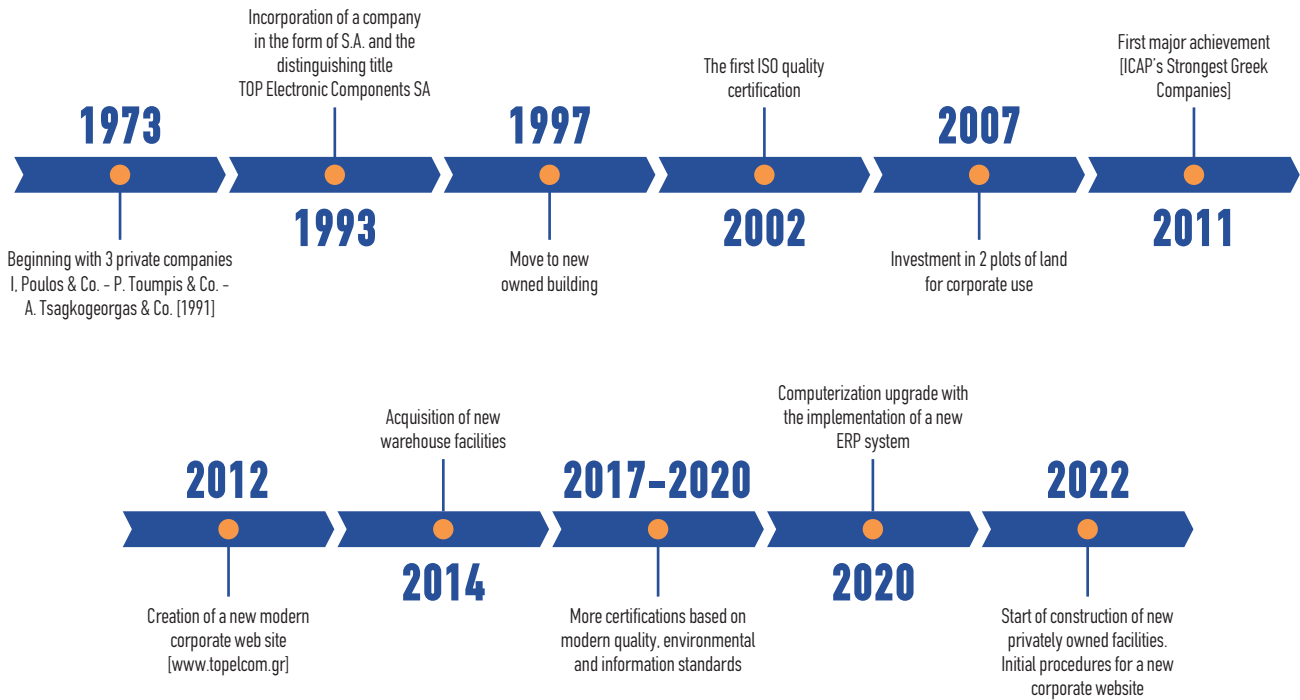 1973
Beginning with 3 private companies
I, Poulos & Co. - P. Toumpis & Co. -
A. Tsagkogeorgas & Co. [1991]
Incorporation of a company
in the form of S.A. and the
distinguishing title
TOP Electronic Components SA
1993
1997
Move to new
owned building
The first ISO quality
certification
2002
2007
Investment in 2 plots of land
for corporate use
First major achievement
[ICAP's Strongest Greek
Companies]
2011
2012
Creation of a new modern
corporate web site
[www.topelcom.gr]
Acquisition of new
warehouse facilities
2014
2017-2020
More certifications based on
modern quality, environmental
and information standards
Computerization upgrade with
the implementation of a new
ERP system
2020
2022
Start of construction of new
privately owned facilities.
Initial procedures for a new
corporate website